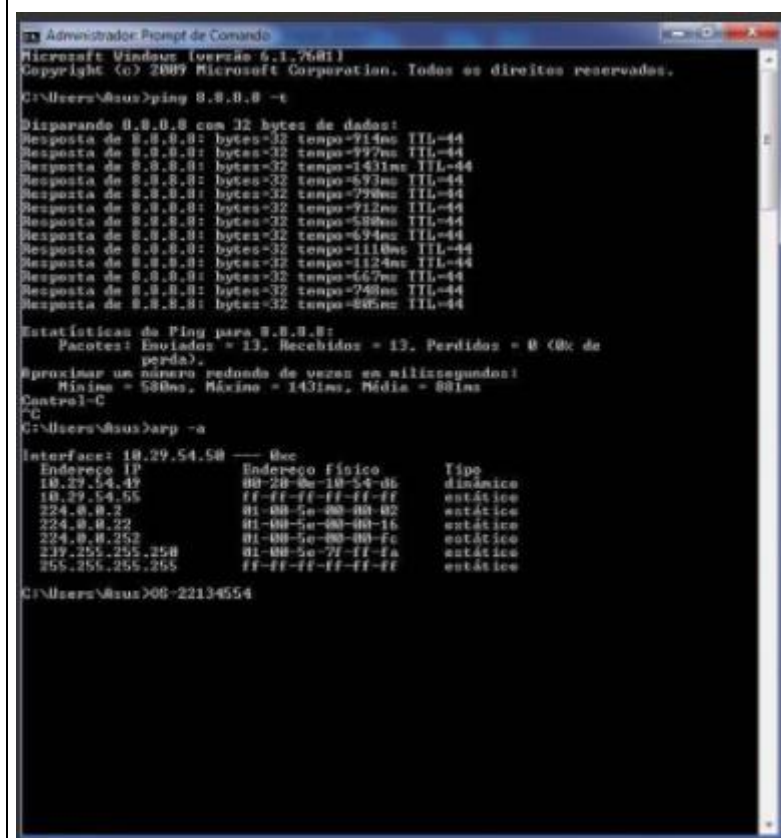 Administrador: Prompt de Comando
Microsoft Windows [versão 6.1.7601]
Copyright (c) 2009 Microsoft Corporation. Todos os direitos reservados.
C:\Users\Asus>ping 8.8.8.8 -t
Disparando 8.8.8.8 com 32 bytes de dados:
Resposta de 8.8.8.8: bytes=32 tempo=914ms TTL=44
Resposta de 8.8.8.8: bytes=32 tempo=997ms TTL=44
Resposta de 8.8.8.8: bytes=32 tempo=1431ms TTL=44
Resposta de 8.8.8.8: bytes=32 tempo=693ms TTL=44
Resposta de 8.8.8.8: bytes=32 tempo=790ms TTL=44
Resposta de 8.8.8.8: bytes=32 tempo=912ms TTL=44
Resposta de 8.8.8.8: bytes=32 tempo=580ms TTL=44
Resposta de 8.8.8.8: bytes=32 tempo=694ms TTL=44
Resposta de 8.8.8.8: bytes=32 tempo=1110ms TTL=44
Resposta de 8.8.8.8: bytes=32 tempo=1124ms TTL=44
Resposta de 8.8.8.8: bytes=32 tempo=667ms TTL=44
Resposta de 8.8.8.8: bytes=32 tempo=748ms TTL=44
Resposta de 8.8.8.8: bytes=32 tempo=805ms TTL=44
Estatísticas do Ping para 8.8.8.8:
Pacotes: Enviados = 13, Recebidos = 13, Perdidos = 0 (0% de
perda),
Aproximar um número redondo de vezes em milissegundos:
Mínimo = 580ms, Máximo = 1431ms, Média = 881ms
Control-C
^C
C:\Users\Asus>arp -a
Interface: 10.29.54.50 --- 0xc
Endereço IP Endereço físico Tipo
10.29.54.49 00-20-0e-10-54-d6 dinâmico
10.29.54.55 ff-ff-ff-ff-ff-ff estático
224.0.0.2 01-00-5e-00-00-02 estático
224.0.0.22 01-00-5e-00-00-16 estático
224.0.0.252 01-00-5e-00-00-fc estático
239.255.255.250 01-00-5e-7f-ff-fa estático
255.255.255.255 ff-ff-ff-ff-ff-ff estático
C:\Users\Asus>OS-22134554